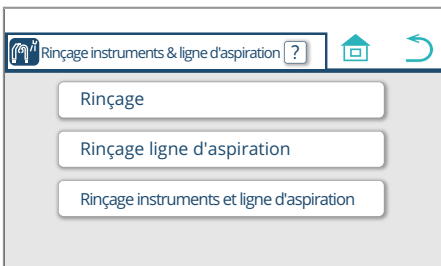 Rinçage instruments & ligne d'aspiration ?
Rinçage
Rinçage ligne d'aspiration
Rinçage instruments et ligne d'aspiration